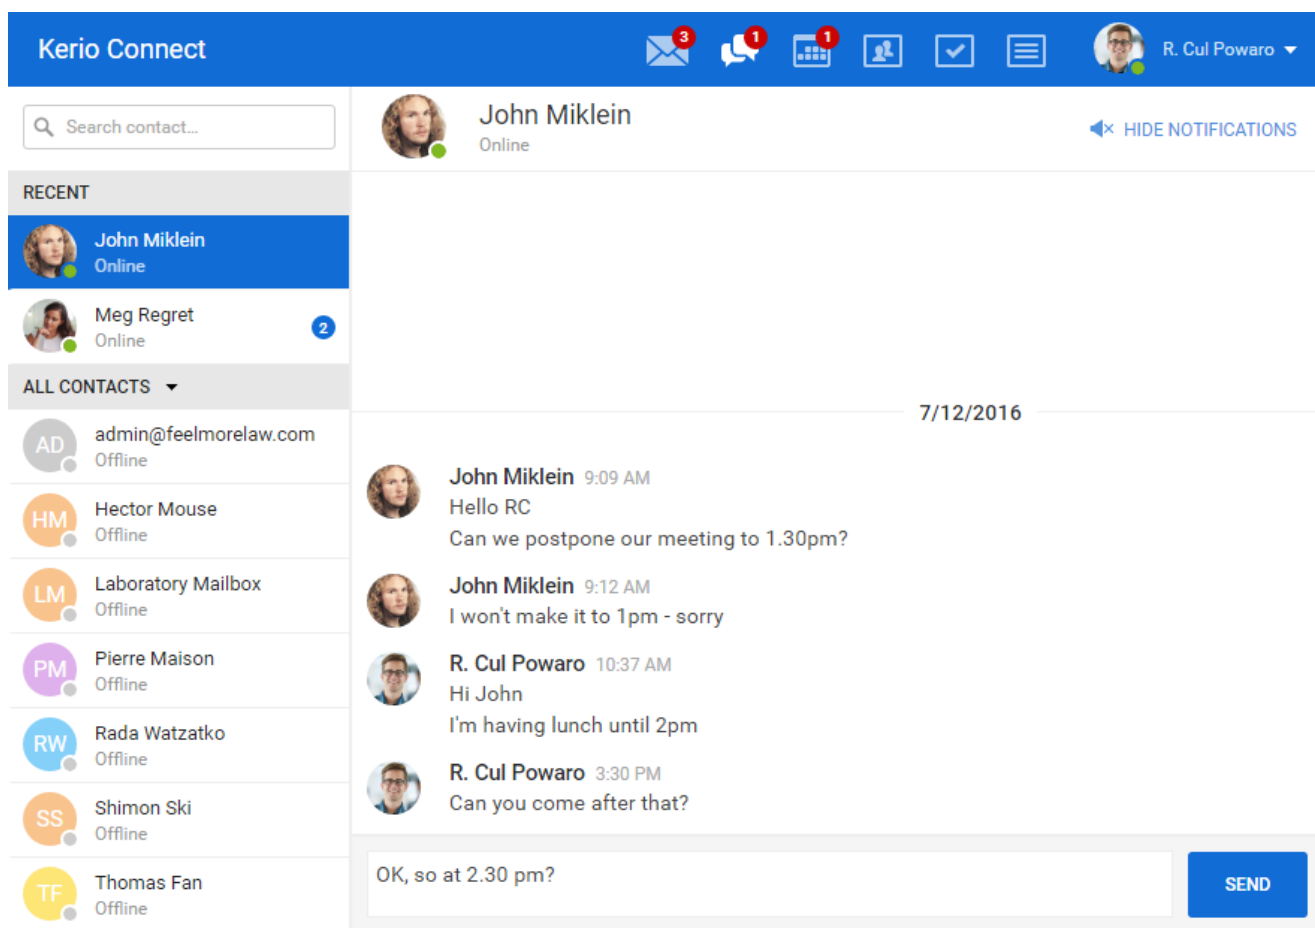 Kerio Connect
3
1
1
R. Cul Powaro
Search contact...
RECENT
John Miklein
Online
Meg Regret
Online
2
ALL CONTACTS
AD
admin@feelmorelaw.com
Offline
HM
Hector Mouse
Offline
LM
Laboratory Mailbox
Offline
PM
Pierre Maison
Offline
RW
Rada Watzatko
Offline
SS
Shimon Ski
Offline
TF
Thomas Fan
Offline
John Miklein
Online
HIDE NOTIFICATIONS
7/12/2016
John Miklein 9:09 AM
Hello RC
Can we postpone our meeting to 1.30pm?
John Miklein 9:12 AM
I won't make it to 1pm - sorry
R. Cul Powaro 10:37 AM
Hi John
I'm having lunch until 2pm
R. Cul Powaro 3:30 PM
Can you come after that?
OK, so at 2.30 pm?
SEND